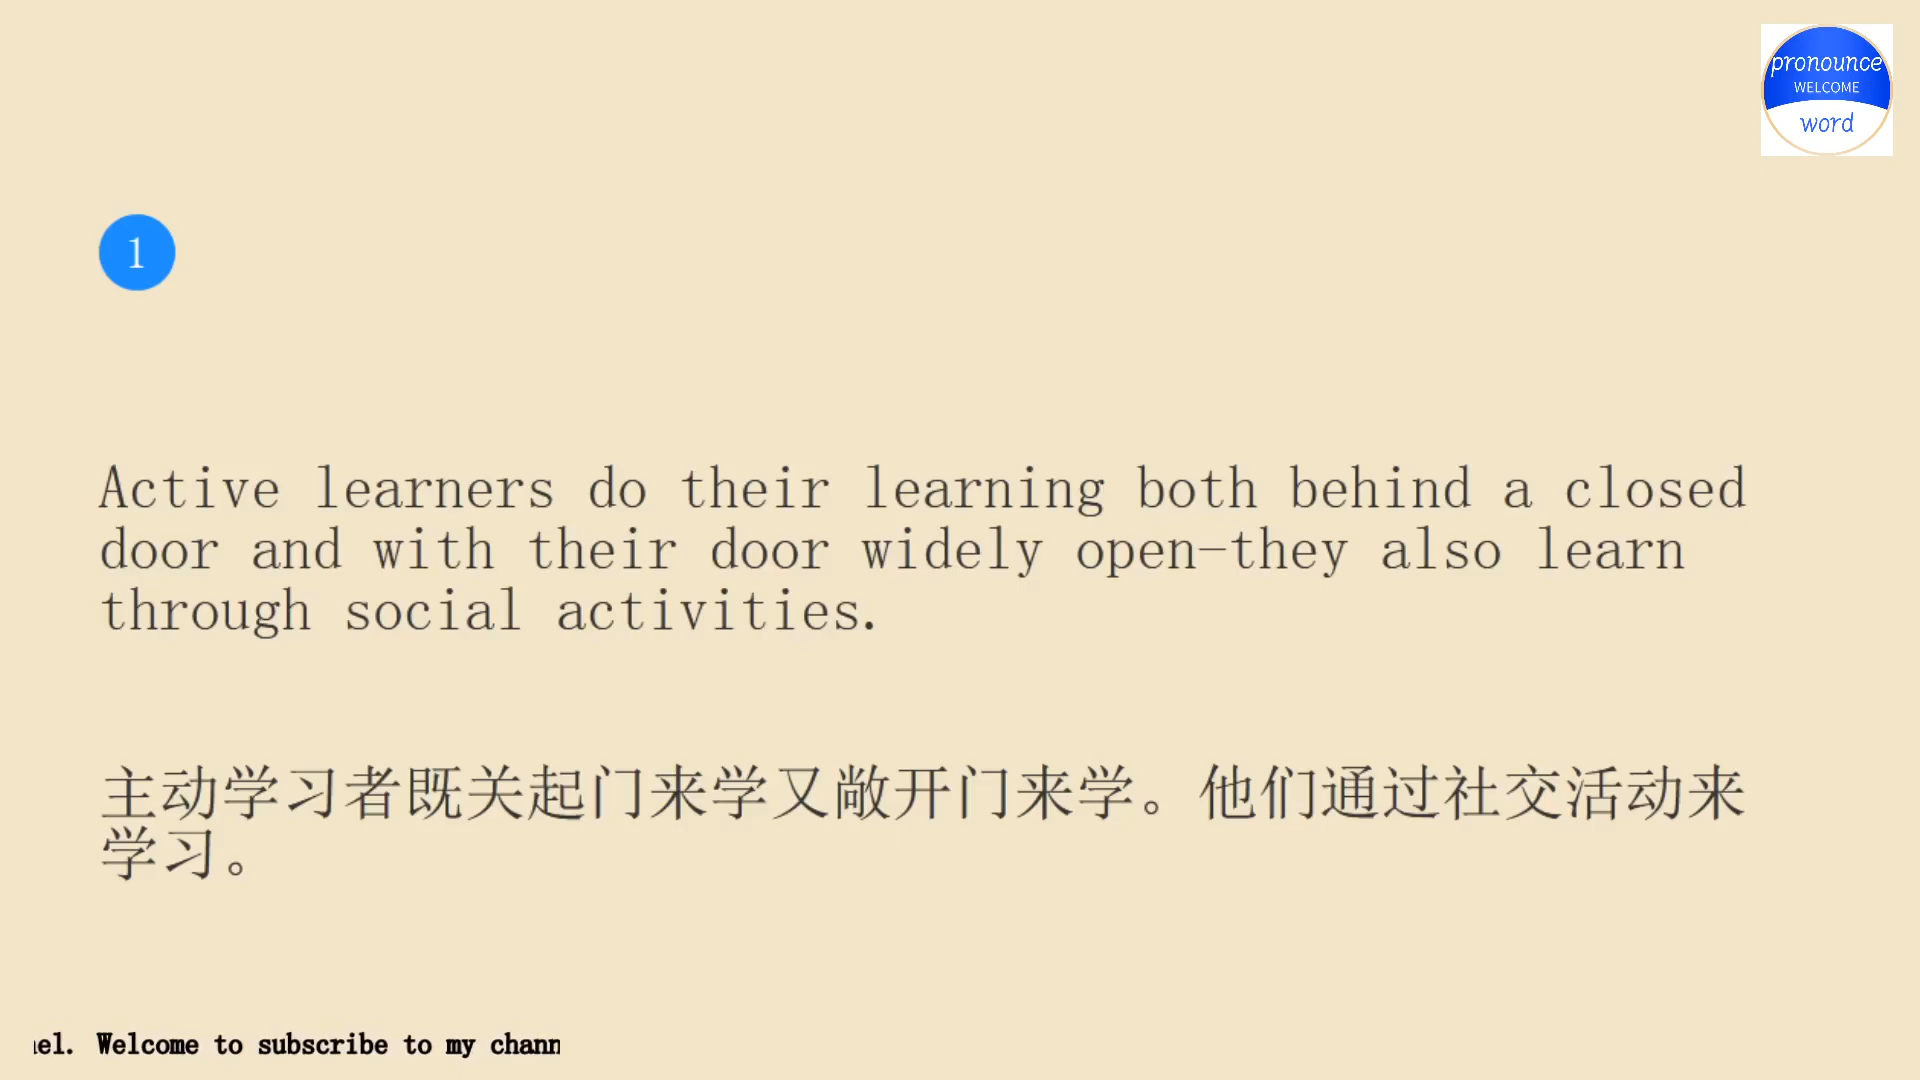 pronounce
WELCOME
word
1
Active learners do their learning both behind a closed
door and with their door widely open-they also learn
through social activities.
主动学习者既关起门来学又敞开门来学。他们通过社交活动来
学习。
el. Welcome to subscribe to my chann